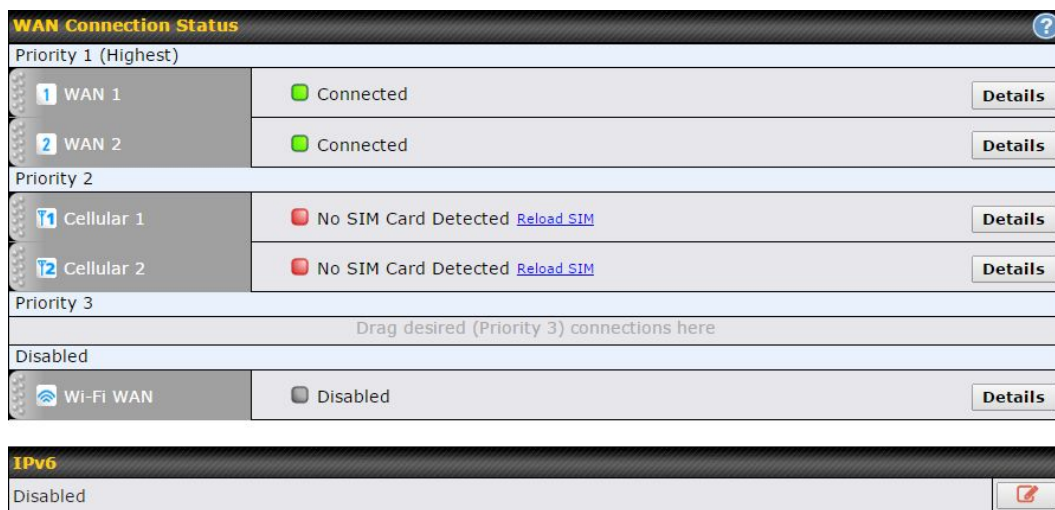 WAN Connection Status ?
Priority 1 (Highest)
1 WAN 1 Connected Details
2 WAN 2 Connected Details
Priority 2
1 Cellular 1 No SIM Card Detected Reload SIM Details
2 Cellular 2 No SIM Card Detected Reload SIM Details
Priority 3
Drag desired (Priority 3) connections here
Disabled
Wi-Fi WAN Disabled Details
IPv6
Disabled